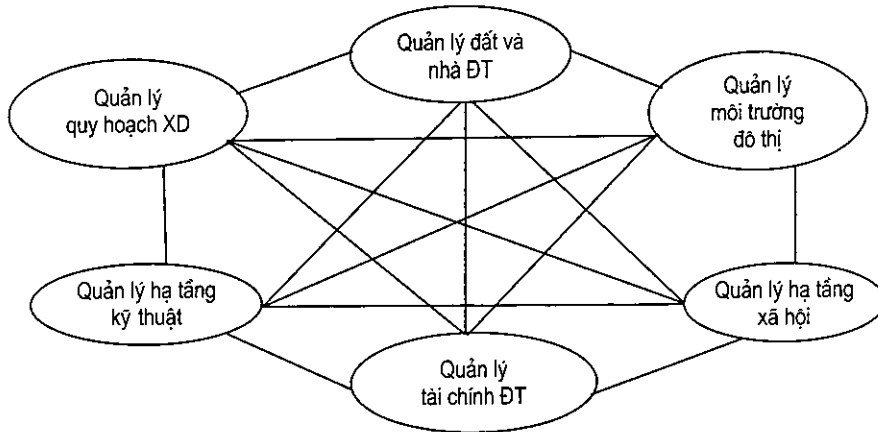 Quản lý đất và
nhà ĐT
Quản lý
quy hoạch XD
Quản lý
môi trường
đô thị
Quản lý hạ tầng
kỹ thuật
Quản lý hạ tầng
xã hội
Quản lý
tài chính ĐT